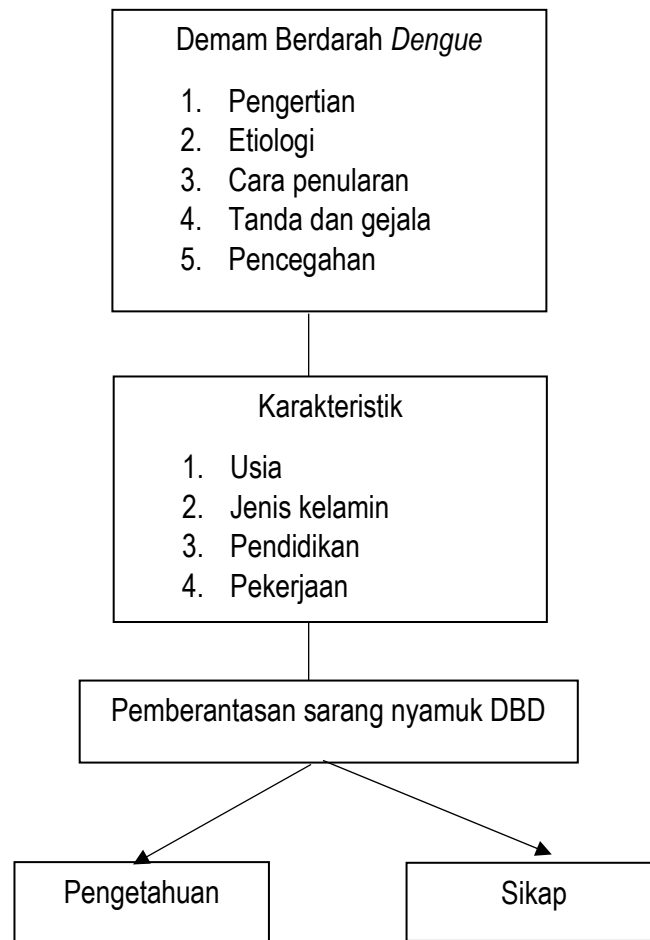 Demam Berdarah Dengue
1. Pengertian
2. Etiologi
3. Cara penularan
4. Tanda dan gejala
5. Pencegahan
Karakteristik
1. Usia
2. Jenis kelamin
3. Pendidikan
4. Pekerjaan
Pemberantasan sarang nyamuk DBD
Pengetahuan
Sikap